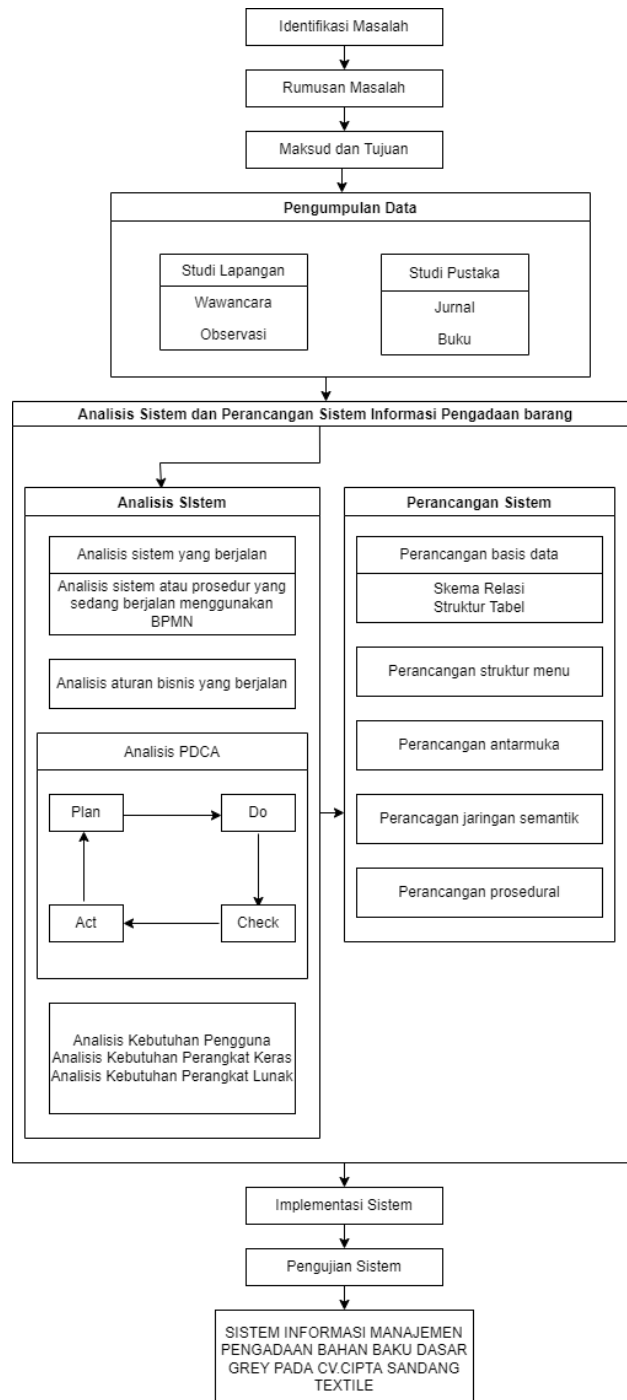 Identifikasi Masalah
Rumusan Masalah
Maksud dan Tujuan
Pengumpulan Data
Studi Lapangan
Wawancara
Observasi
Studi Pustaka
Jurnal
Buku
Analisis Sistem dan Perancangan Sistem Informasi Pengadaan barang
Analisis SIstem
Analisis sistem yang berjalan
Analisis sistem atau prosedur yang
sedang berjalan menggunakan
BPMN
Analisis aturan bisnis yang berjalan
Analisis PDCA
Plan
Do
Act
Check
Analisis Kebutuhan Pengguna
Analisis Kebutuhan Perangkat Keras
Analisis Kebutuhan Perangkat Lunak
Perancangan Sistem
Perancangan basis data
Skema Relasi
Struktur Tabel
Perancangan struktur menu
Perancangan antarmuka
Perancagan jaringan semantik
Perancangan prosedural
Implementasi Sistem
Pengujian Sistem
SISTEM INFORMASI MANAJEMEN
PENGADAAN BAHAN BAKU DASAR
GREY PADA CV.CIPTA SANDANG
TEXTILE